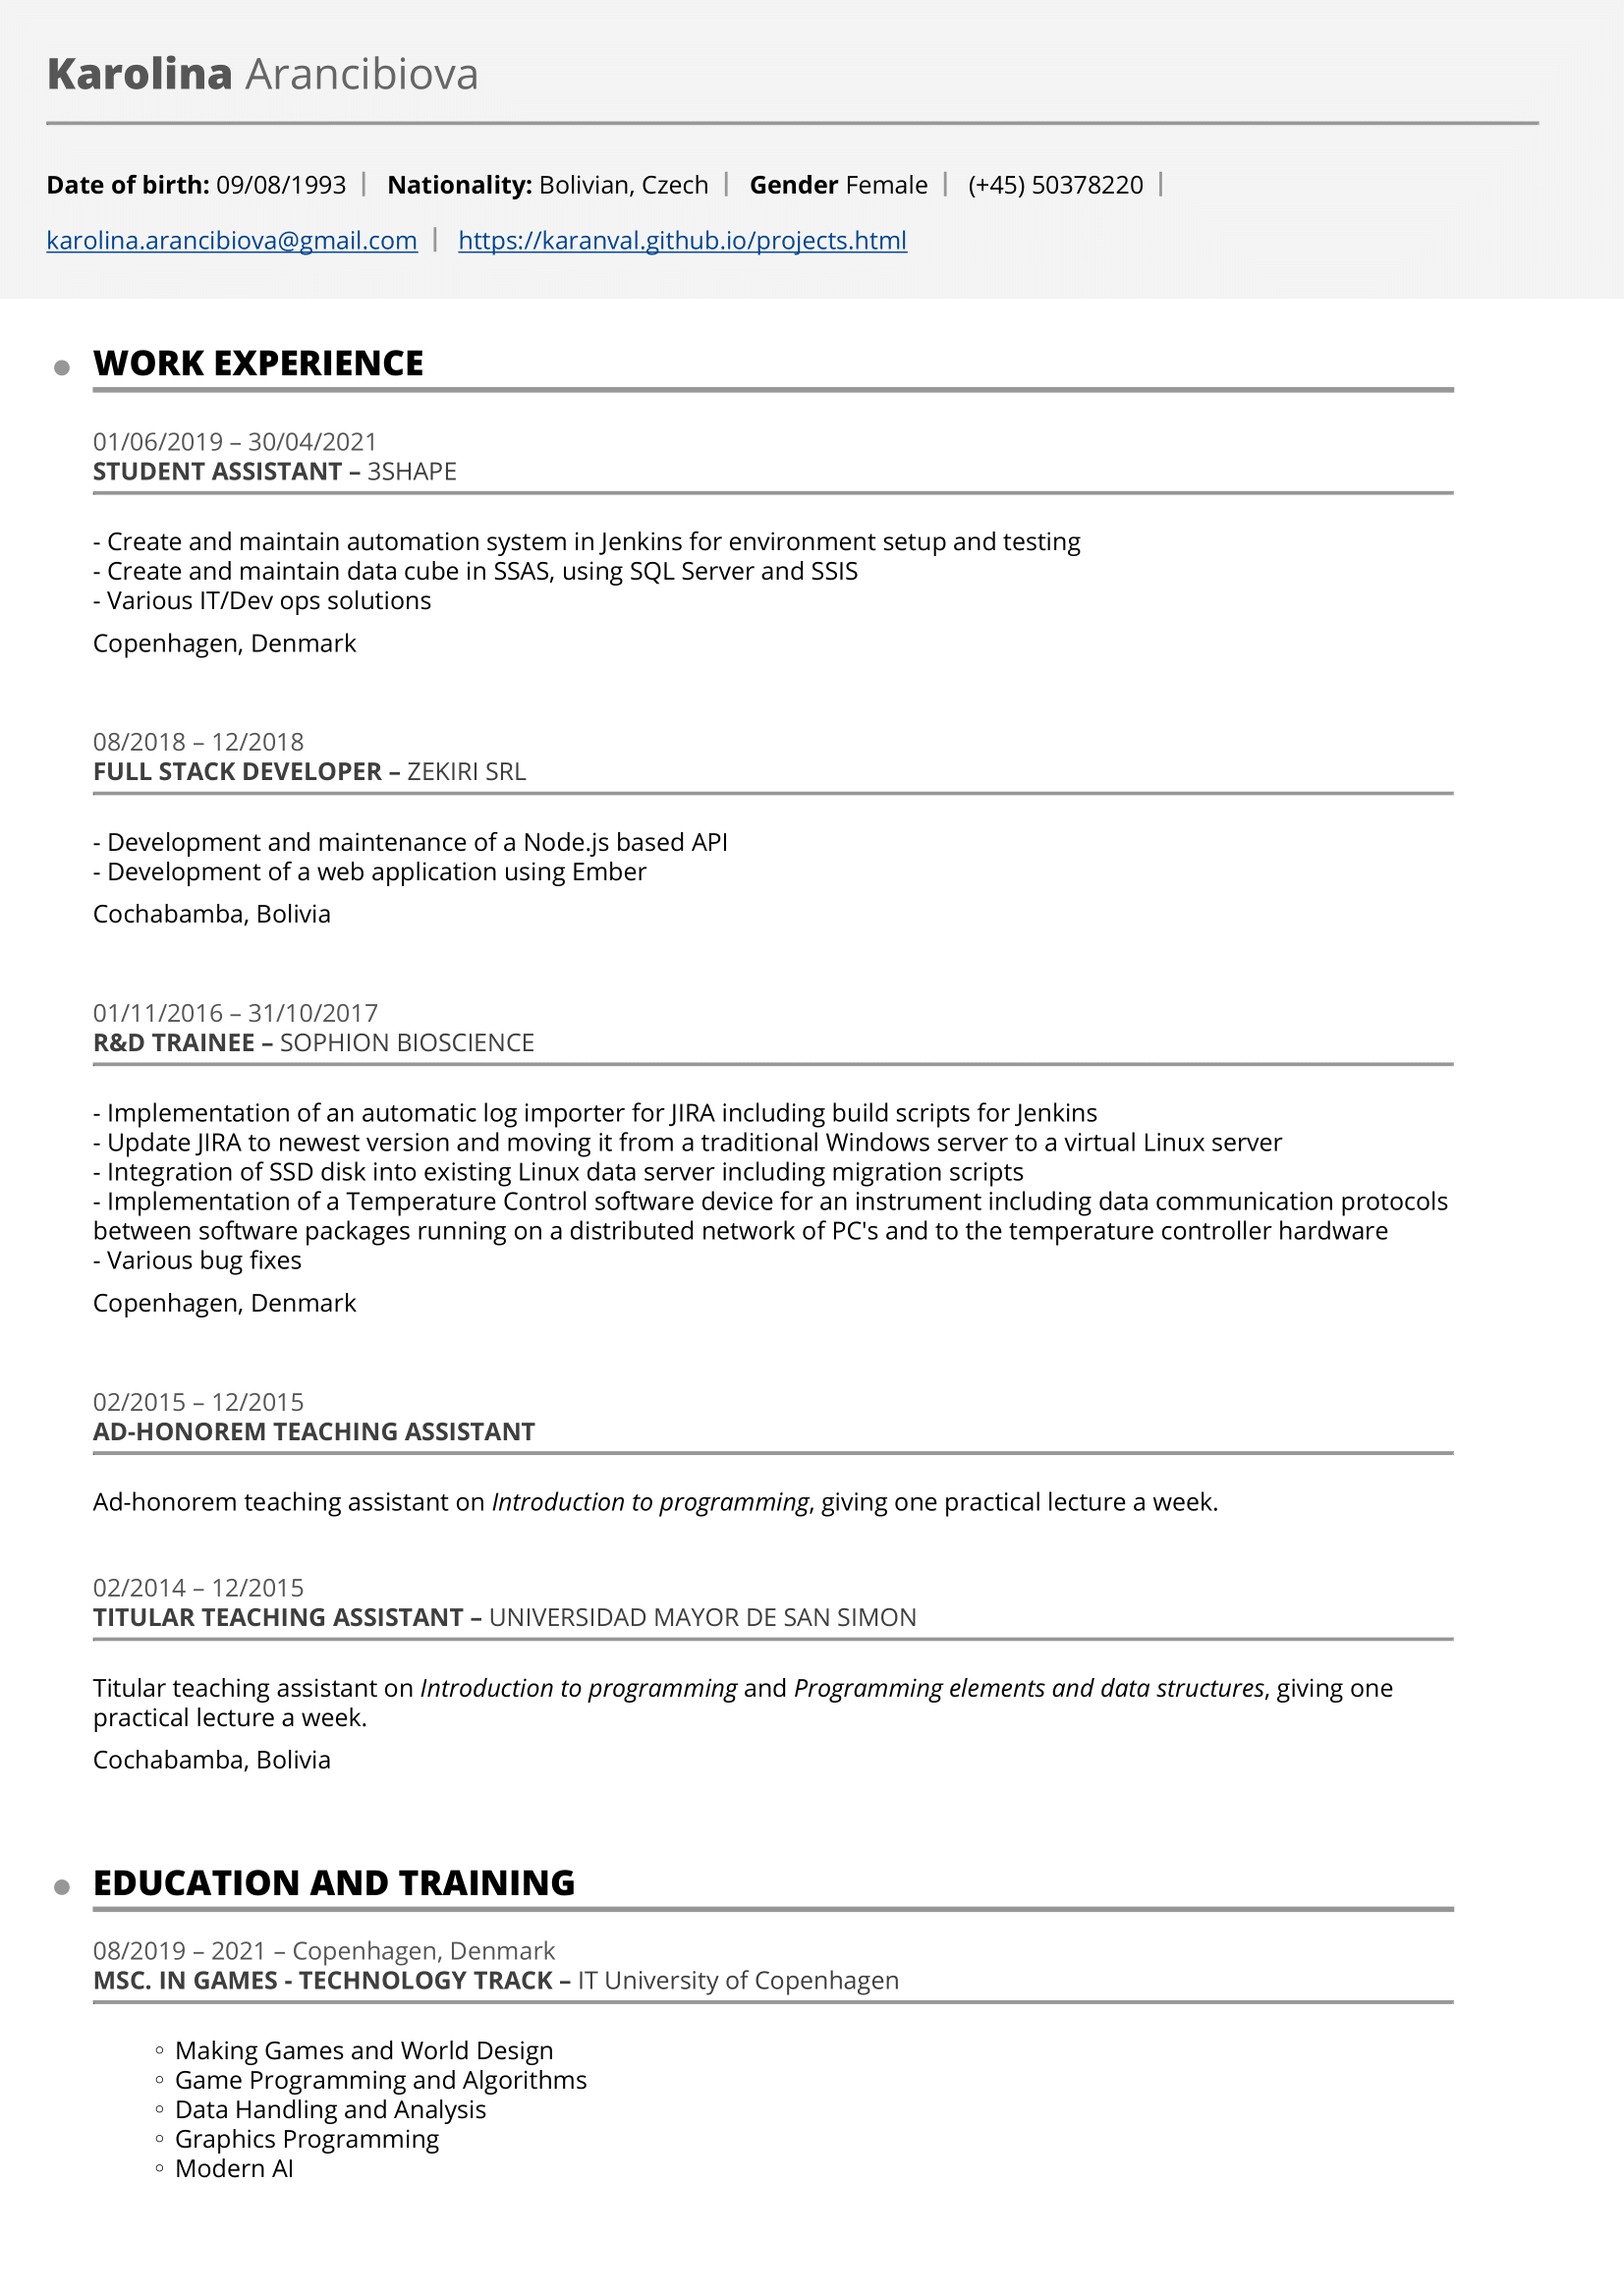 Karolina Arancibiova
Date of birth: 09/08/1993 | Nationality: Bolivian, Czech | Gender Female | (+45) 50378220 |
karolina.arancibiova@gmail.com | https://karanval.github.io/projects.html
WORK EXPERIENCE
01/06/2019 – 30/04/2021
STUDENT ASSISTANT – 3SHAPE
- Create and maintain automation system in Jenkins for environment setup and testing
- Create and maintain data cube in SSAS, using SQL Server and SSIS
- Various IT/Dev ops solutions
Copenhagen, Denmark
08/2018 – 12/2018
FULL STACK DEVELOPER – ZEKIRI SRL
- Development and maintenance of a Node.js based API
- Development of a web application using Ember
Cochabamba, Bolivia
01/11/2016 – 31/10/2017
R&D TRAINEE – SOPHION BIOSCIENCE
- Implementation of an automatic log importer for JIRA including build scripts for Jenkins
- Update JIRA to newest version and moving it from a traditional Windows server to a virtual Linux server
- Integration of SSD disk into existing Linux data server including migration scripts
- Implementation of a Temperature Control software device for an instrument including data communication protocols
between software packages running on a distributed network of PC's and to the temperature controller hardware
- Various bug fixes
Copenhagen, Denmark
02/2015 – 12/2015
AD-HONOREM TEACHING ASSISTANT
Ad-honorem teaching assistant on Introduction to programming, giving one practical lecture a week.
02/2014 – 12/2015
TITULAR TEACHING ASSISTANT – UNIVERSIDAD MAYOR DE SAN SIMON
Titular teaching assistant on Introduction to programming and Programming elements and data structures, giving one
practical lecture a week.
Cochabamba, Bolivia
EDUCATION AND TRAINING
08/2019 – 2021 – Copenhagen, Denmark
MSC. IN GAMES - TECHNOLOGY TRACK – IT University of Copenhagen
◦ Making Games and World Design
◦ Game Programming and Algorithms
◦ Data Handling and Analysis
◦ Graphics Programming
◦ Modern AI